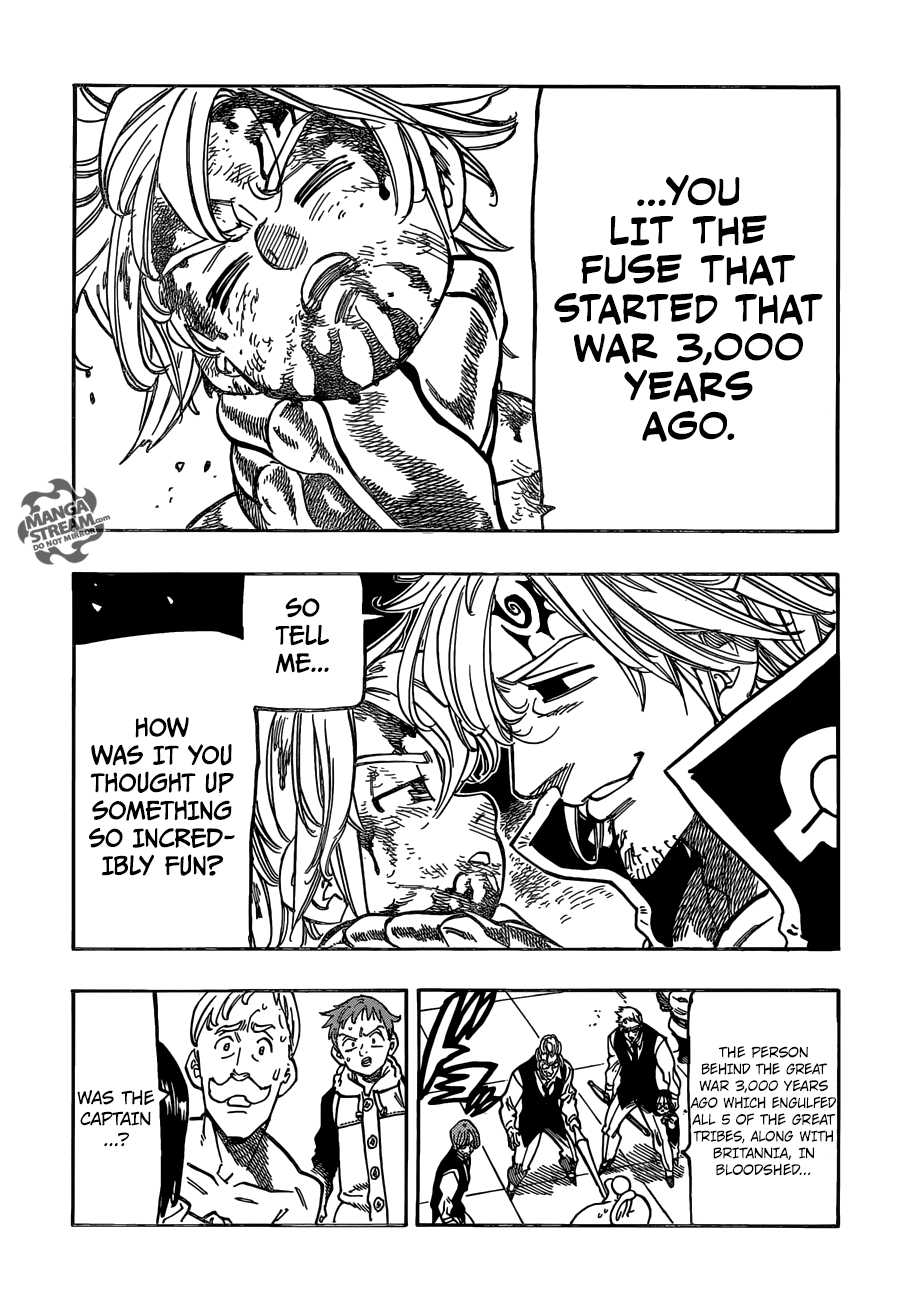 ...YOU
LIT THE
FUSE THAT
STARTED THAT
WAR 3,000
YEARS
AGO.
MANGA
STREAM.com
DO NOT MIRROR
SO
TELL
ME...
HOW
WAS IT YOU
THOUGHT UP
SOMETHING
SO INCRED-
IBLY FUN?
THE PERSON
BEHIND THE GREAT
WAR 3,000 YEARS
AGO WHICH ENGULFED
ALL 5 OF THE GREAT
TRIBES, ALONG WITH
BRITANNIA, IN
BLOODSHED...
WAS THE
CAPTAIN
...?